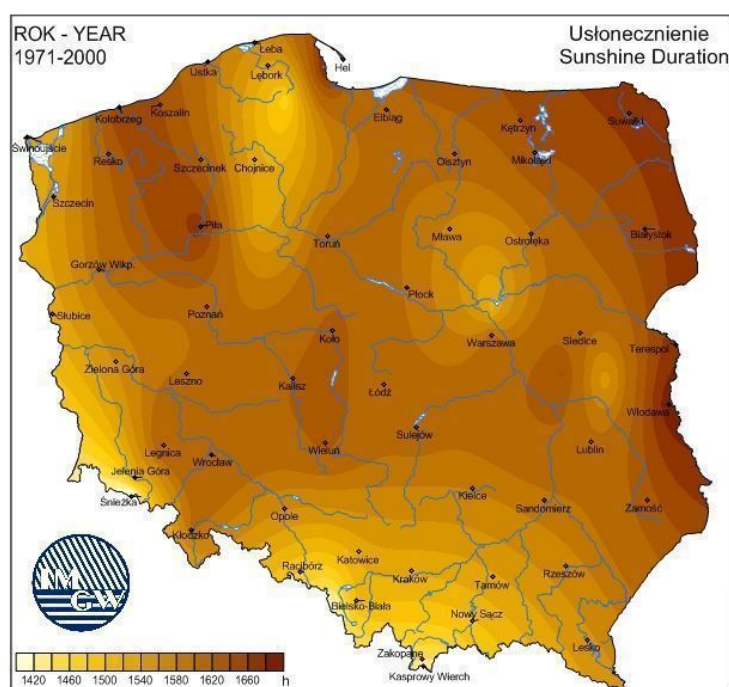 ROK - YEAR
1971-2000
Usłonecznienie
Sunshine Duration
Łeba
Ustka
Lębork
Hel
Koszalin
Kołobrzeg
Elbląg
Kętrzyn
Suwałki
Świnoujście
Resko
Szczecinek
Chojnice
Olsztyn
Mikołajki
Szczecin
Piła
Toruń
Mława
Ostrołęka
Białystok
Gorzów Wlkp.
Płock
Słubice
Poznań
Koło
Warszawa
Siedlce
Terespol
Zielona Góra
Leszno
Kalisz
Łódź
Włodawa
Sulejów
Legnica
Wrocław
Wieluń
Lublin
Jelenia Góra
Śnieżka
Kielce
Sandomierz
Zamość
Opole
Kłodzko
Racibórz
Katowice
Kraków
Tarnów
Rzeszów
Bielsko-Biała
Nowy Sącz
Lesko
Zakopane
Kasprowy Wierch
IM
GW
1420 1460 1500 1540 1580 1620 1660 h